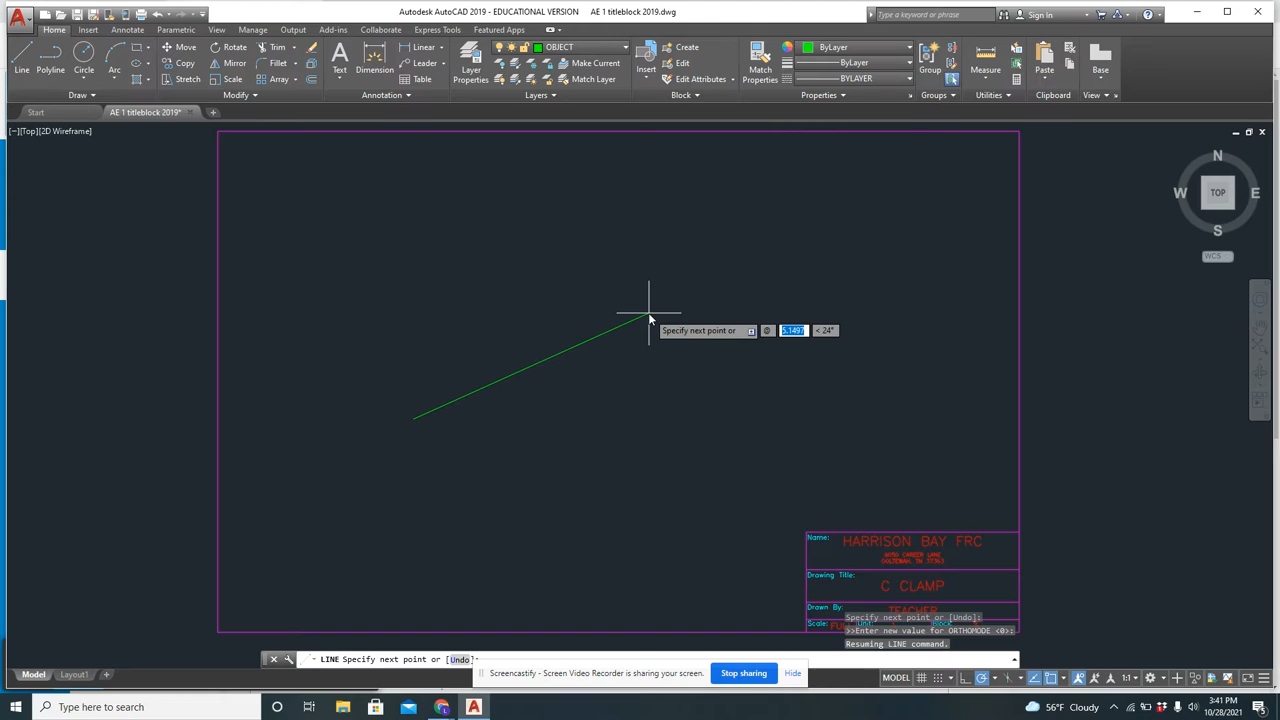 Autodesk AutoCAD 2019 - EDUCATIONAL VERSION AE 1 titleblock 2019.dwg
Type a keyword or phrase
Sign In
Home Insert Annotate Parametric View Manage Output Add-ins Collaborate Express Tools Featured Apps
Line Polyline Circle Arc
Move Rotate Trim
Copy Mirror Fillet
Stretch Scale Array
Text Dimension
Linear
Leader
Table
Layer Properties
OBJECT
Make Current
Match Layer
Insert
Create
Edit
Edit Attributes
Match Properties
ByLayer
ByLayer
BYLAYER
Group
Measure
Paste
Base
Draw Modify Annotation Layers Block Properties Groups Utilities Clipboard View
Start AE 1 titleblock 2019*
[−][Top][2D Wireframe]
N
W TOP E
S
WCS
Specify next point or @ 5.1497 < 24°
Name: HARRISON BAY FRC
Drawing Title:
C CLAMP
Drawn By: TEACHER
Scale:
Specify next point or [Undo]:
>>Enter new value for ORTHOMODE <0>:
Resuming LINE command.
LINE Specify next point or [Undo]:
Screencastify - Screen Video Recorder is sharing your screen. Stop sharing Hide
Model Layout1
MODEL 1:1
Type here to search
56°F Cloudy
3:41 PM
10/28/2021